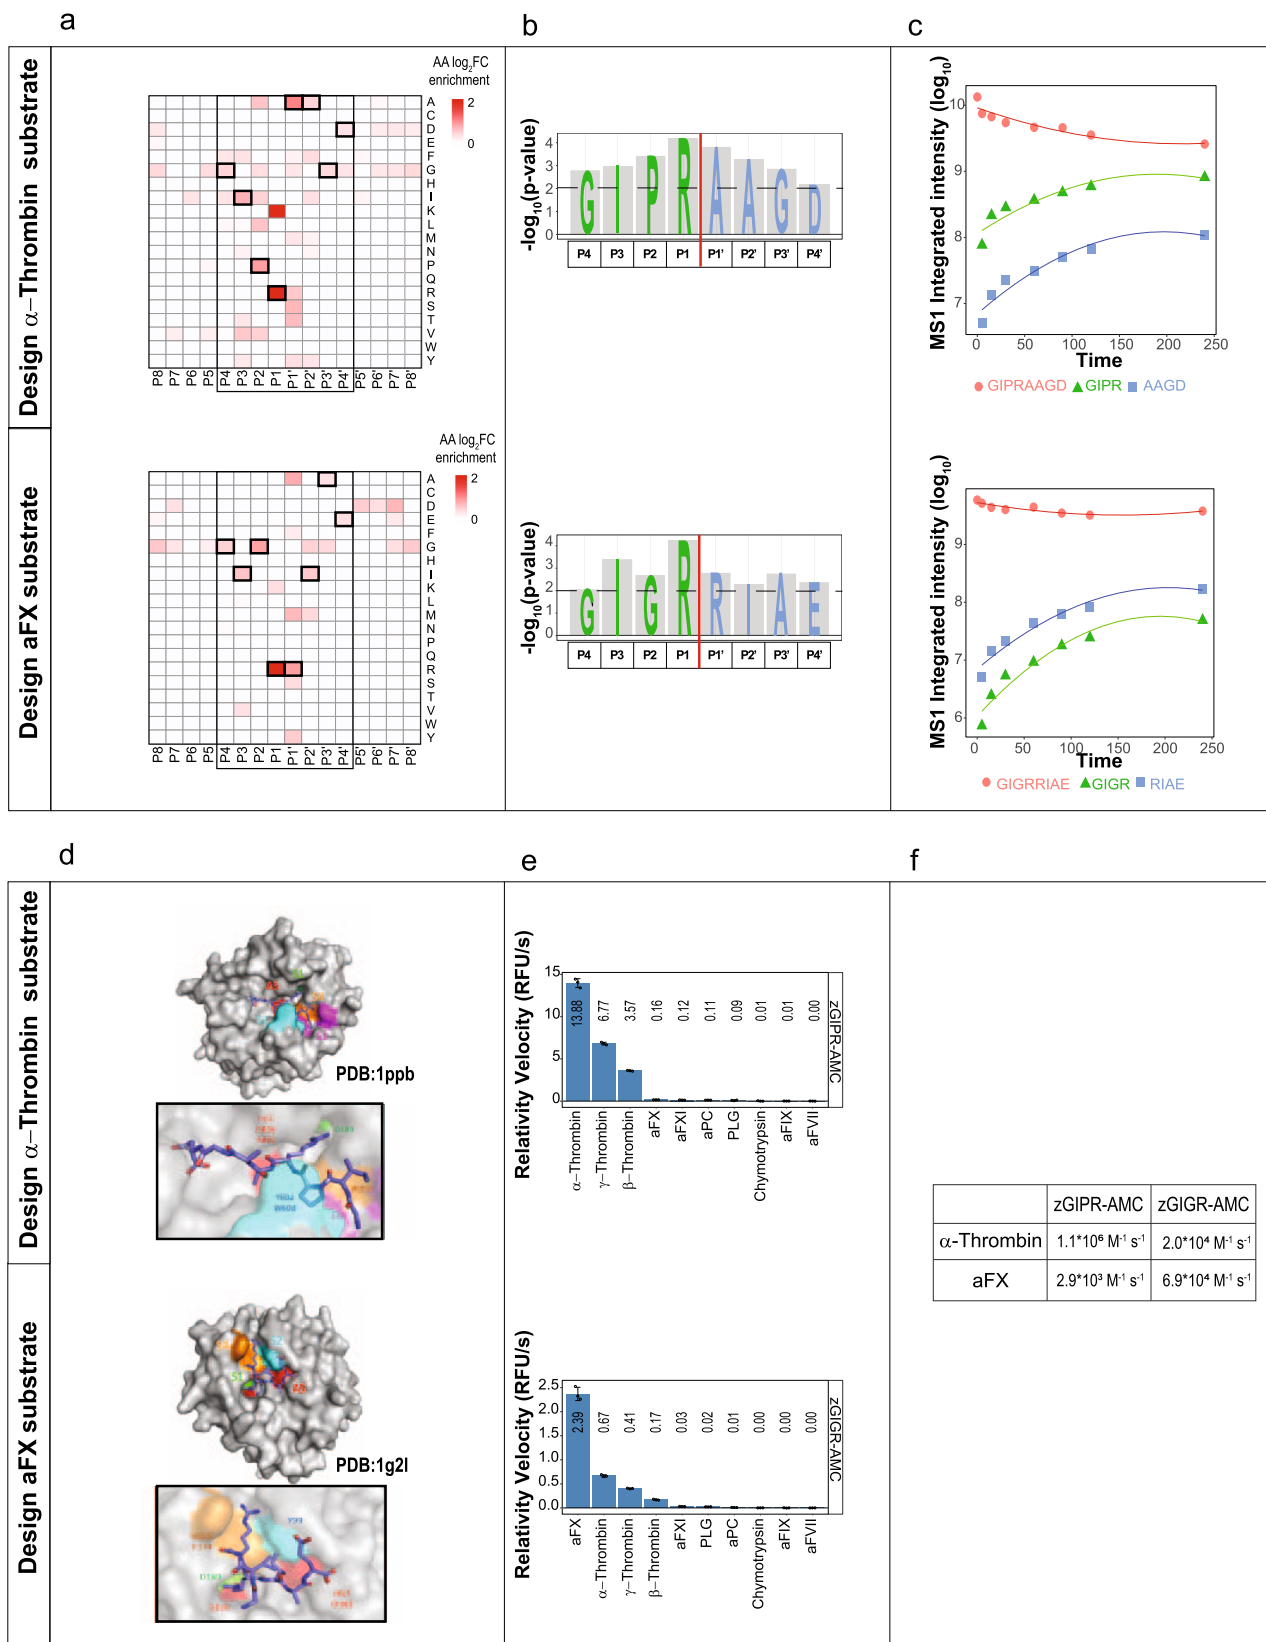 a
b
c
Design α−Thrombin substrate
AA log2FC
enrichment
2
0
A
C
D
E
F
G
H
I
K
L
M
N
P
Q
R
S
T
V
W
Y
P8 P7 P6 P5 P4 P3 P2 P1 P1' P2' P3' P4' P5' P6' P7' P8'
-log10(p-value)
4
3
2
1
0
G I P R A A G D
P4 P3 P2 P1 P1' P2' P3' P4'
MS1 Integrated intensity (log10)
10
9
8
7
0 50 100 150 200 250
Time
GIPRAAGD GIPR AAGD
Design aFX substrate
AA log2FC
enrichment
2
0
A
C
D
E
F
G
H
I
K
L
M
N
P
Q
R
S
T
V
W
Y
P8 P7 P6 P5 P4 P3 P2 P1 P1' P2' P3' P4' P5' P6' P7' P8'
-log10(p-value)
4
3
2
1
0
G I G R R I A E
P4 P3 P2 P1 P1' P2' P3' P4'
MS1 Integrated intensity (log10)
9
8
7
6
0 50 100 150 200 250
Time
GIGRRIAE GIGR RIAE
d
e
f
Design α−Thrombin substrate
PDB:1ppb
D189
Relativity Velocity (RFU/s)
15
10
5
0
13.88 6.77 3.57 0.16 0.12 0.11 0.09 0.01 0.01 0.00
zGIPR-AMC
α−Thrombin γ−Thrombin β−Thrombin aFX aFXI aPC PLG Chymotrypsin aFIX aFVII
zGIPR-AMC zGIGR-AMC
α-Thrombin 1.1*10⁶ M⁻¹ s⁻¹ 2.0*10⁴ M⁻¹ s⁻¹
aFX 2.9*10³ M⁻¹ s⁻¹ 6.9*10⁴ M⁻¹ s⁻¹
Design aFX substrate
S2
S1
PDB:1g2l
Y99
D189
Relativity Velocity (RFU/s)
2.5
2.0
1.5
1.0
0.5
0.0
2.39 0.67 0.41 0.17 0.03 0.02 0.01 0.00 0.00 0.00
zGIGR-AMC
aFX α−Thrombin γ−Thrombin β−Thrombin aFXI PLG aPC Chymotrypsin aFIX aFVII